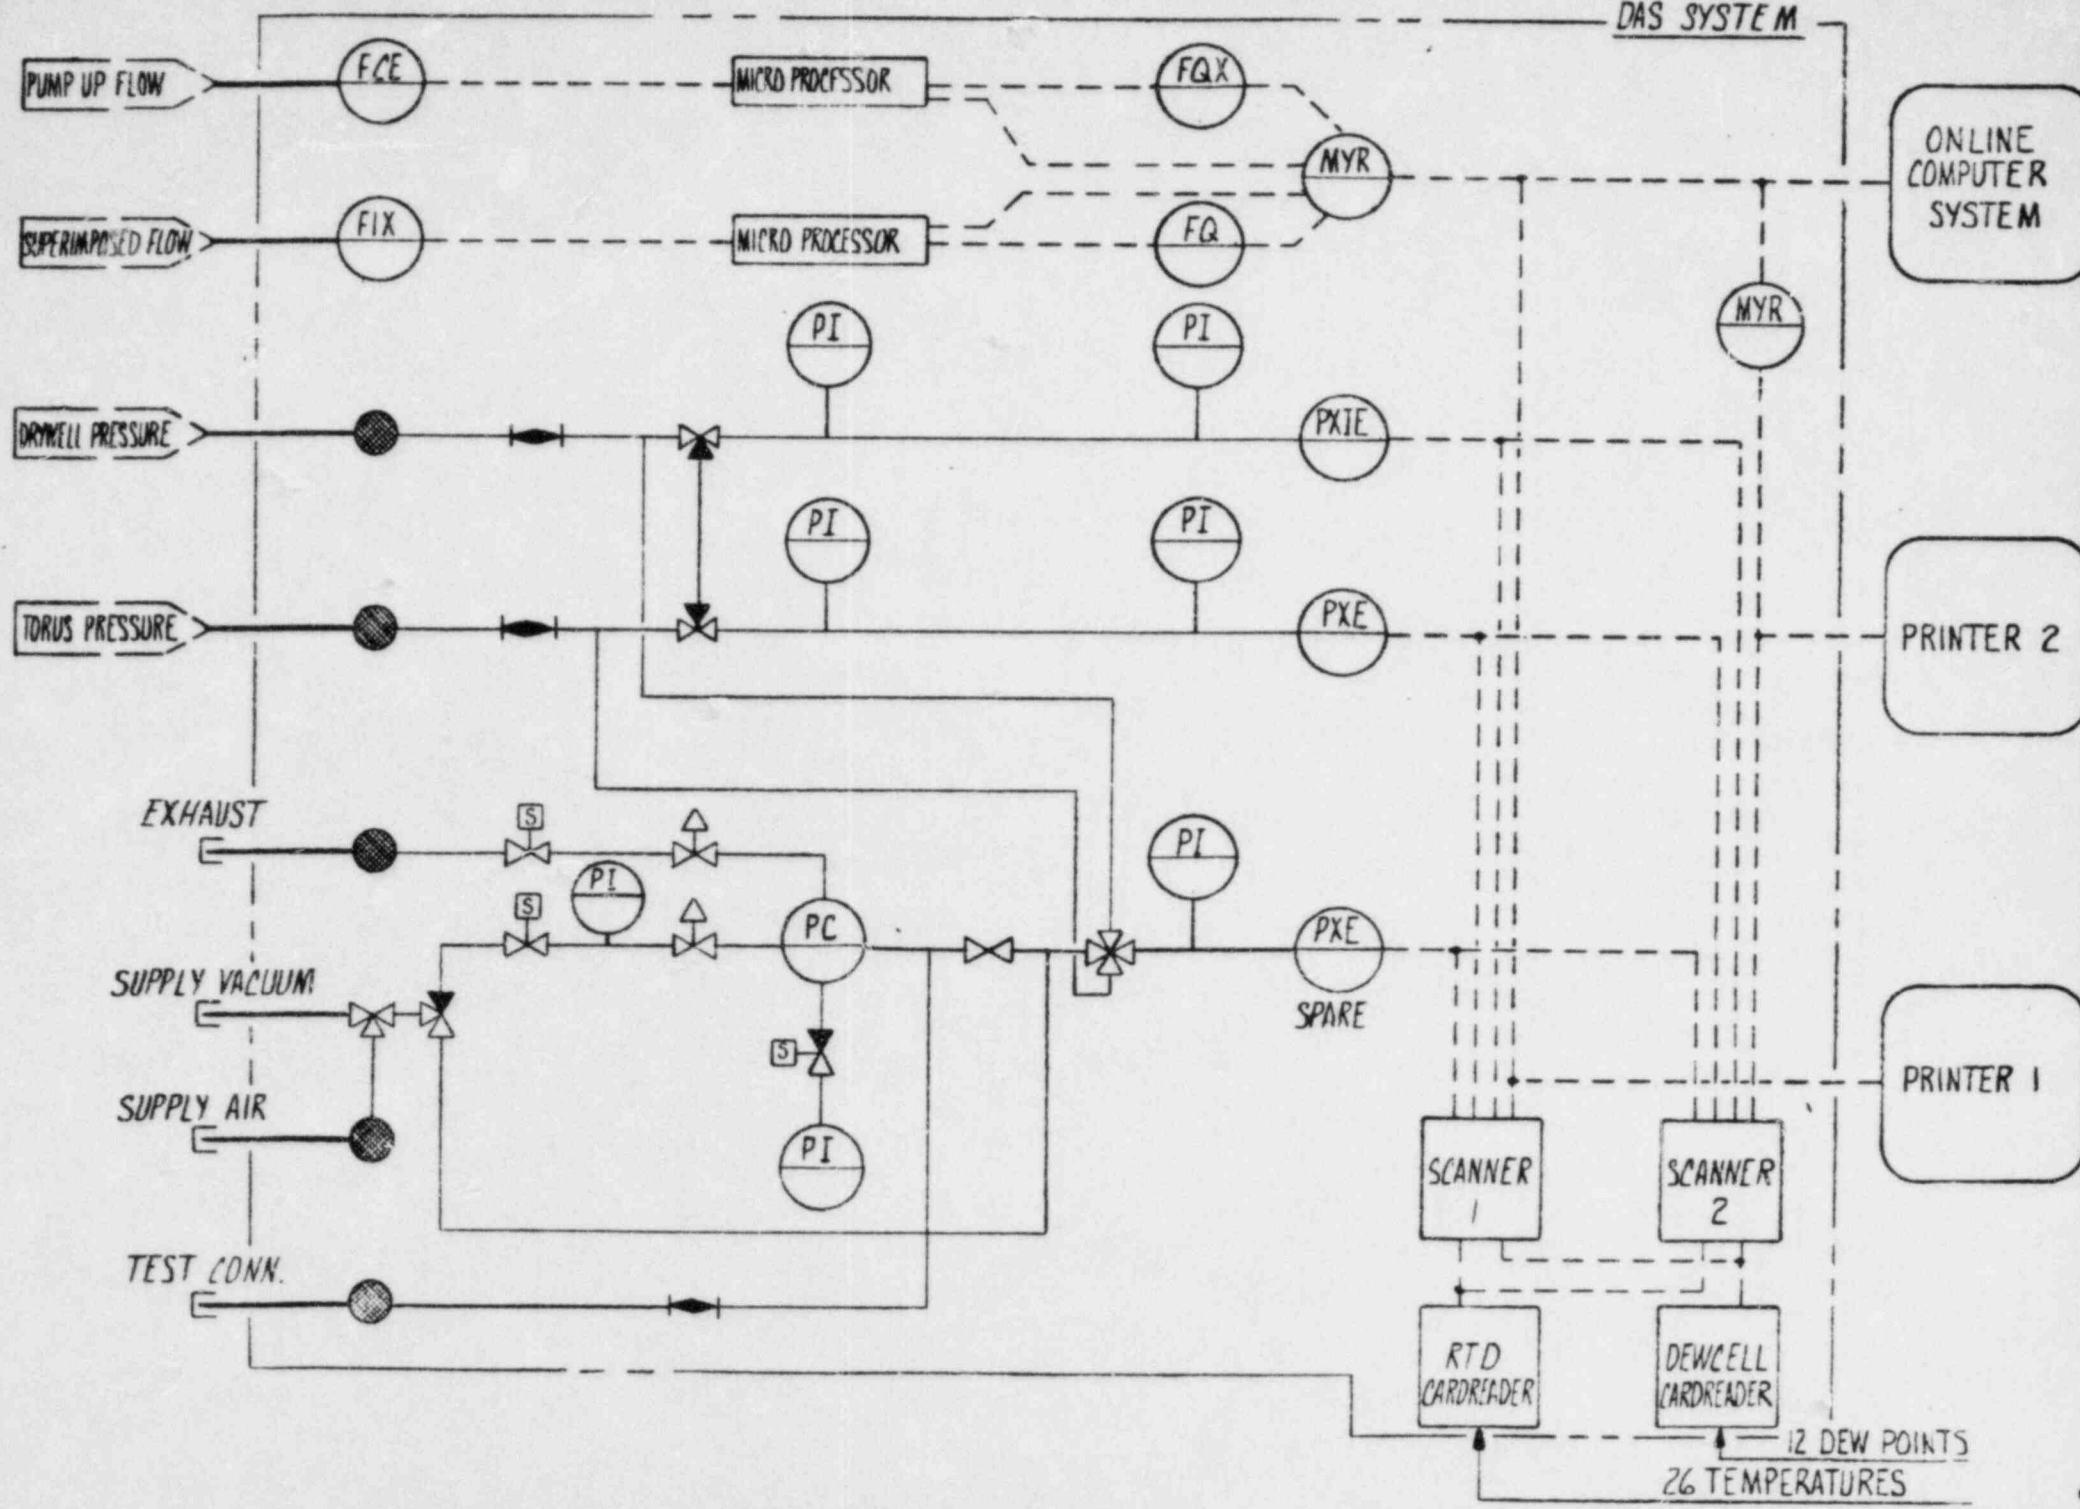 DAS SYSTEM
PUMP UP FLOW
FCE
MICRO PROCESSOR
FQX
MYR
ONLINE
COMPUTER
SYSTEM
SUPERIMPOSED FLOW
FIX
MICRO PROCESSOR
FQ
MYR
PI
PI
DRYWELL PRESSURE
PXIE
PI
PI
TORUS PRESSURE
PXE
PRINTER 2
EXHAUST
S
PI
PI
S
PC
PXE
SPARE
SUPPLY VACUUM
S
SUPPLY AIR
PI
PRINTER 1
SCANNER
1
SCANNER
2
TEST CONN.
RTD
CARDREADER
DEWCELL
CARDREADER
12 DEW POINTS
26 TEMPERATURES